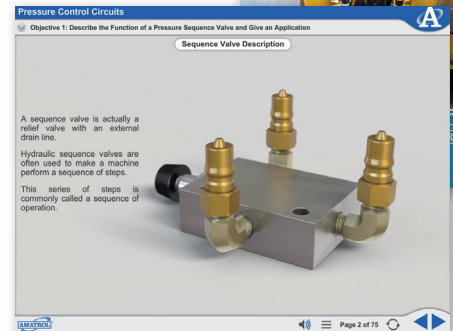 Pressure Control Circuits
Objective 1: Describe the Function of a Pressure Sequence Valve and Give an Application
A
Sequence Valve Description
A sequence valve is actually a
relief valve with an external
drain line.
Hydraulic sequence valves are
often used to make a machine
perform a sequence of steps.
This series of steps is
commonly called a sequence of
operation.
AMATROL
Page 2 of 75